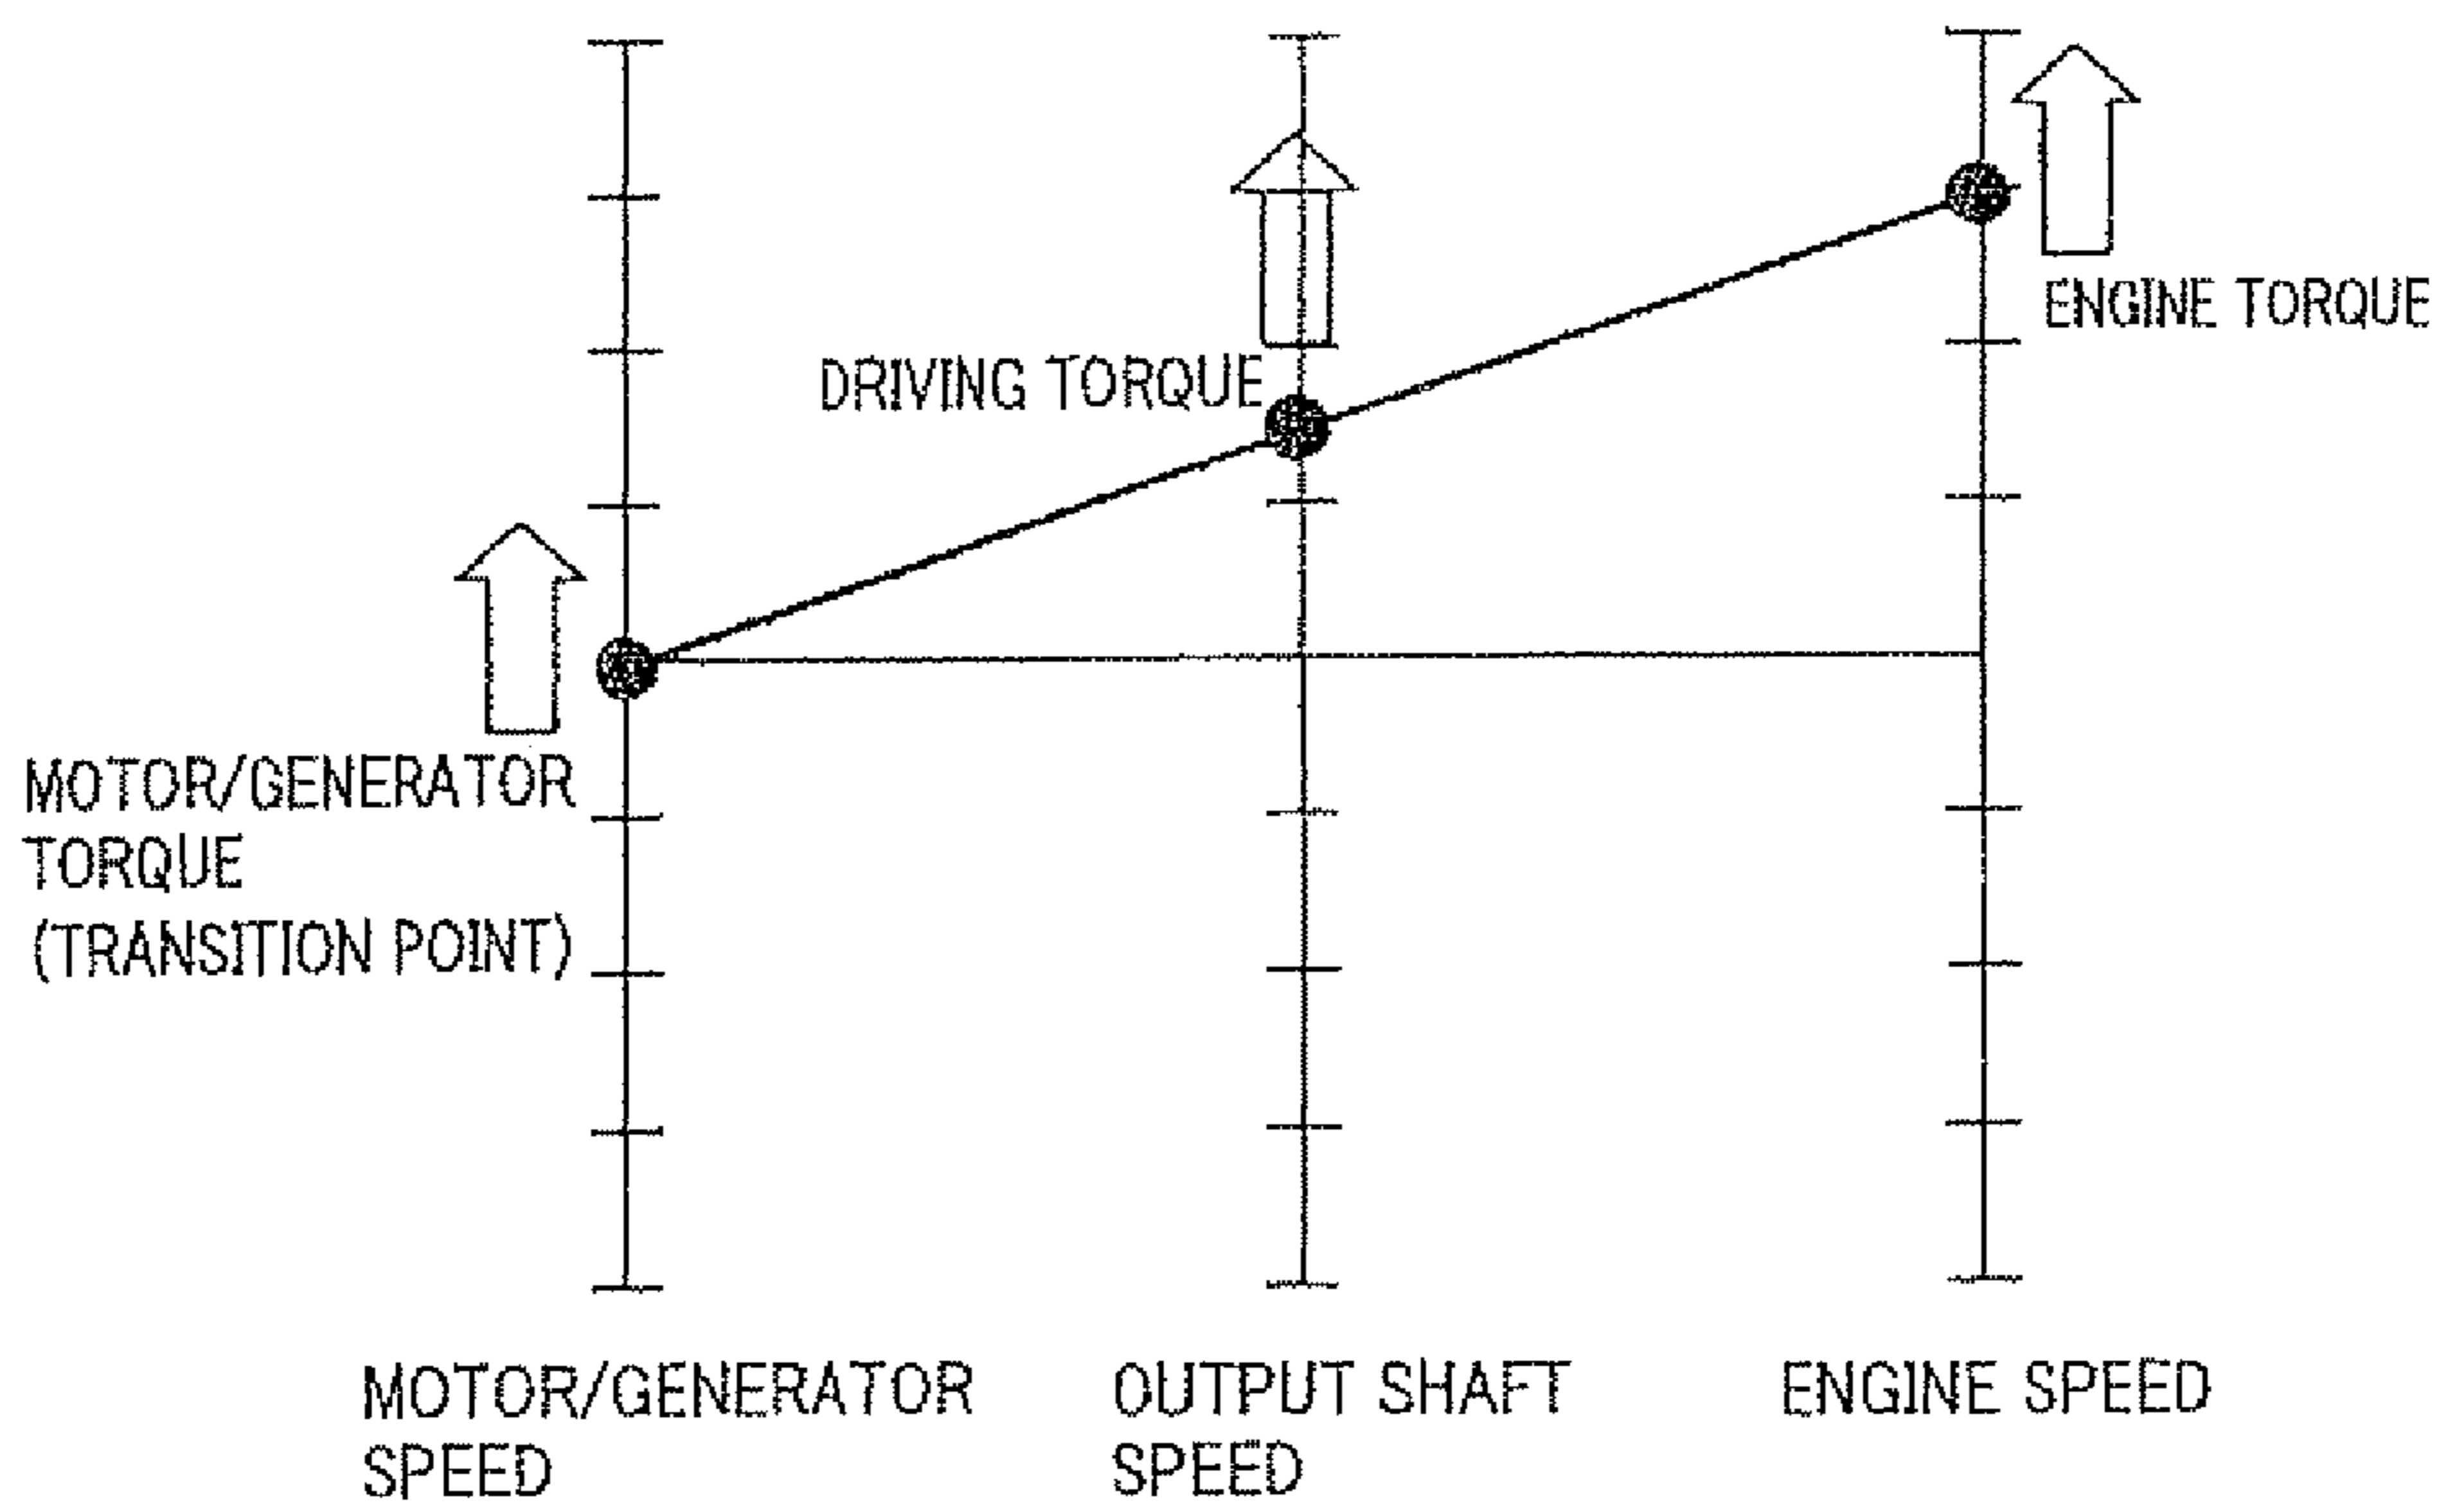 ENGINE TORQUE
DRIVING TORQUE
MOTOR/GENERATOR
TORQUE
(TRANSITION POINT)
MOTOR/GENERATOR
SPEED
OUTPUT SHAFT
SPEED
ENGINE SPEED